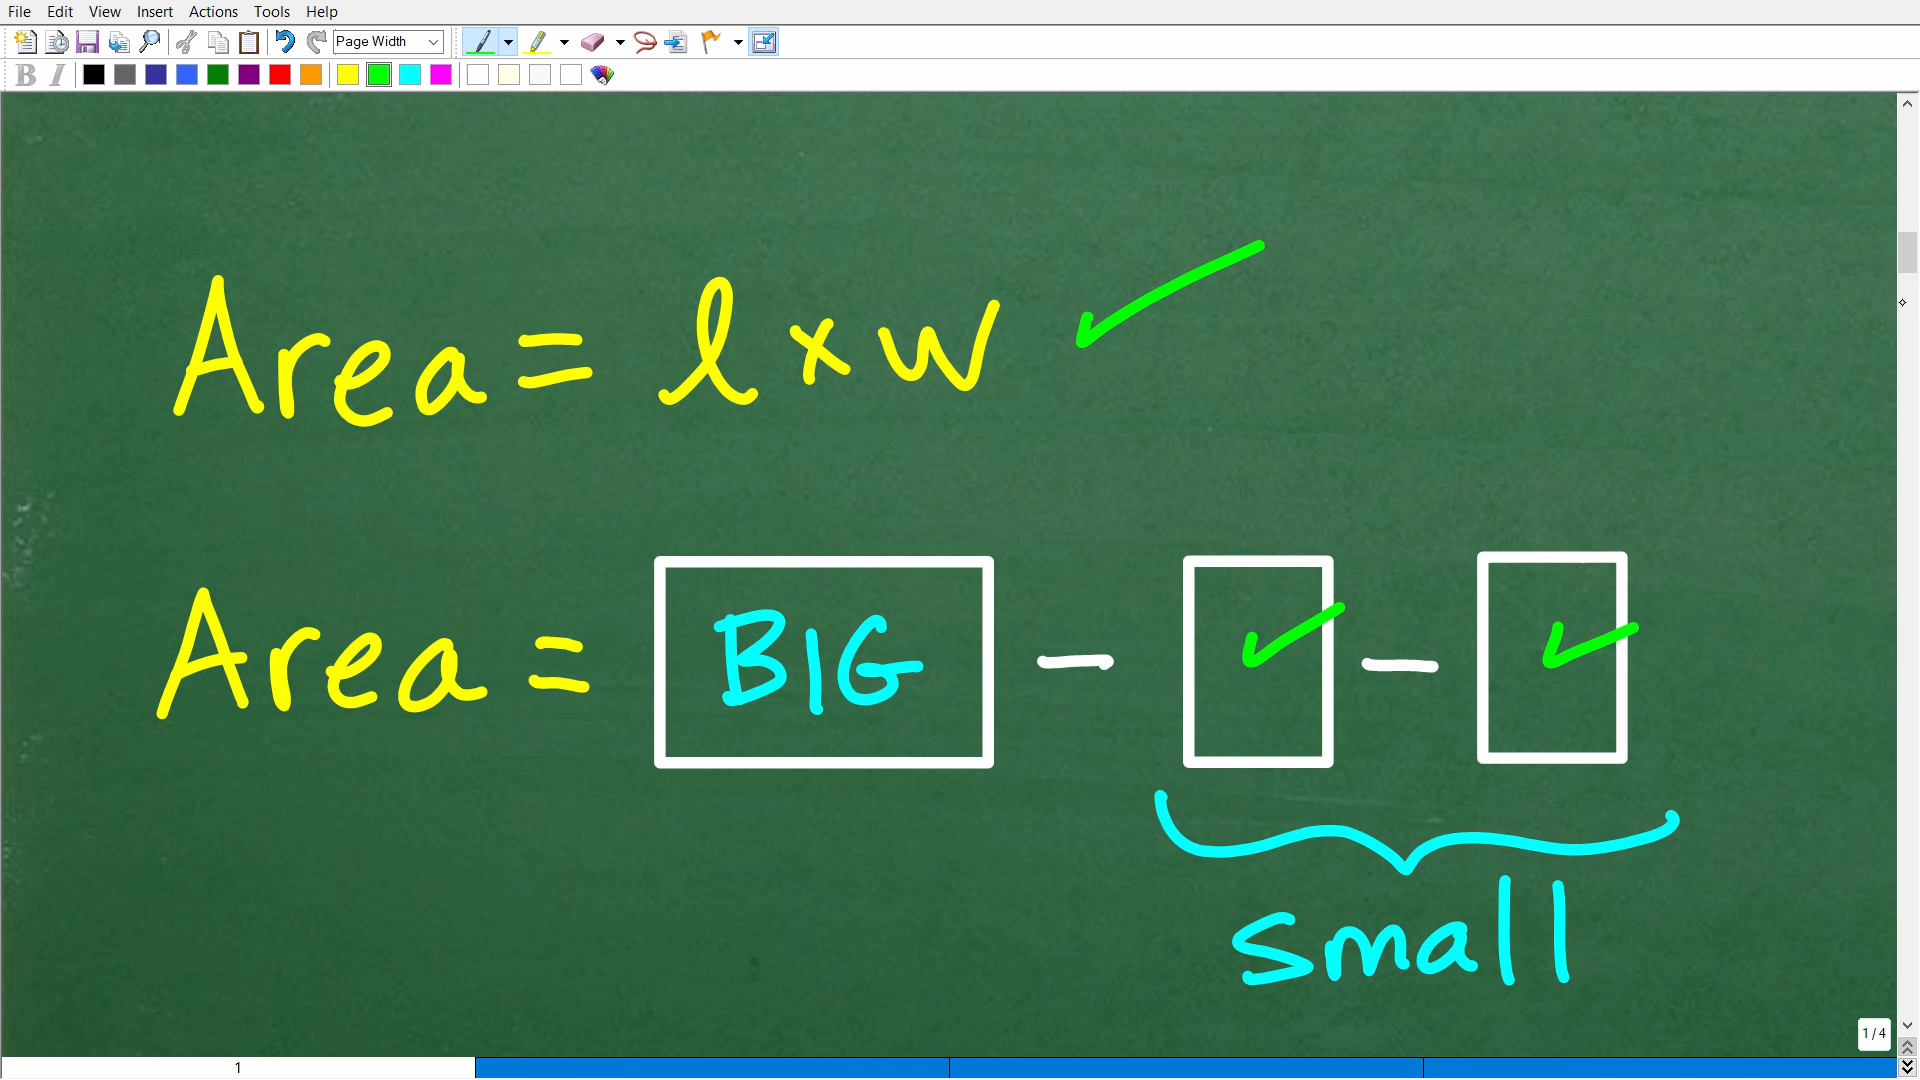 File Edit View Insert Actions Tools Help
Page Width
B I
Area = l x w
Area = BIG - -
small
1 / 4
1